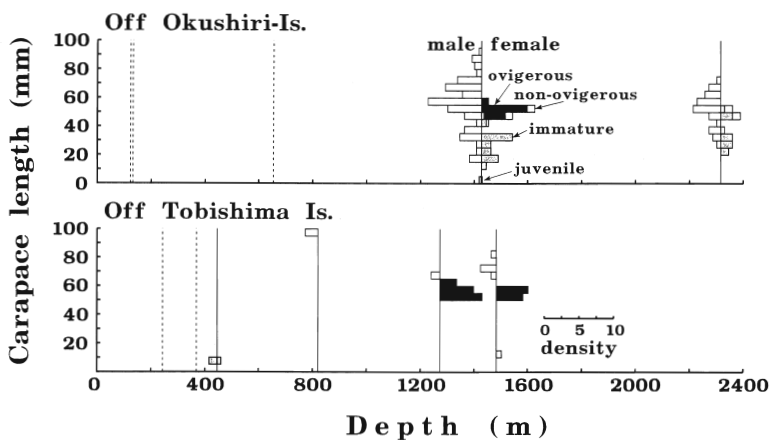 Off Okushiri-Is.
100
80
60
40
20
0
male female
ovigerous
non-ovigerous
immature
juvenile
Off Tobishima Is.
100
80
60
40
20
0 5 10
density
0 400 800 1200 1600 2000 2400
Depth (m)
Carapace length (mm)